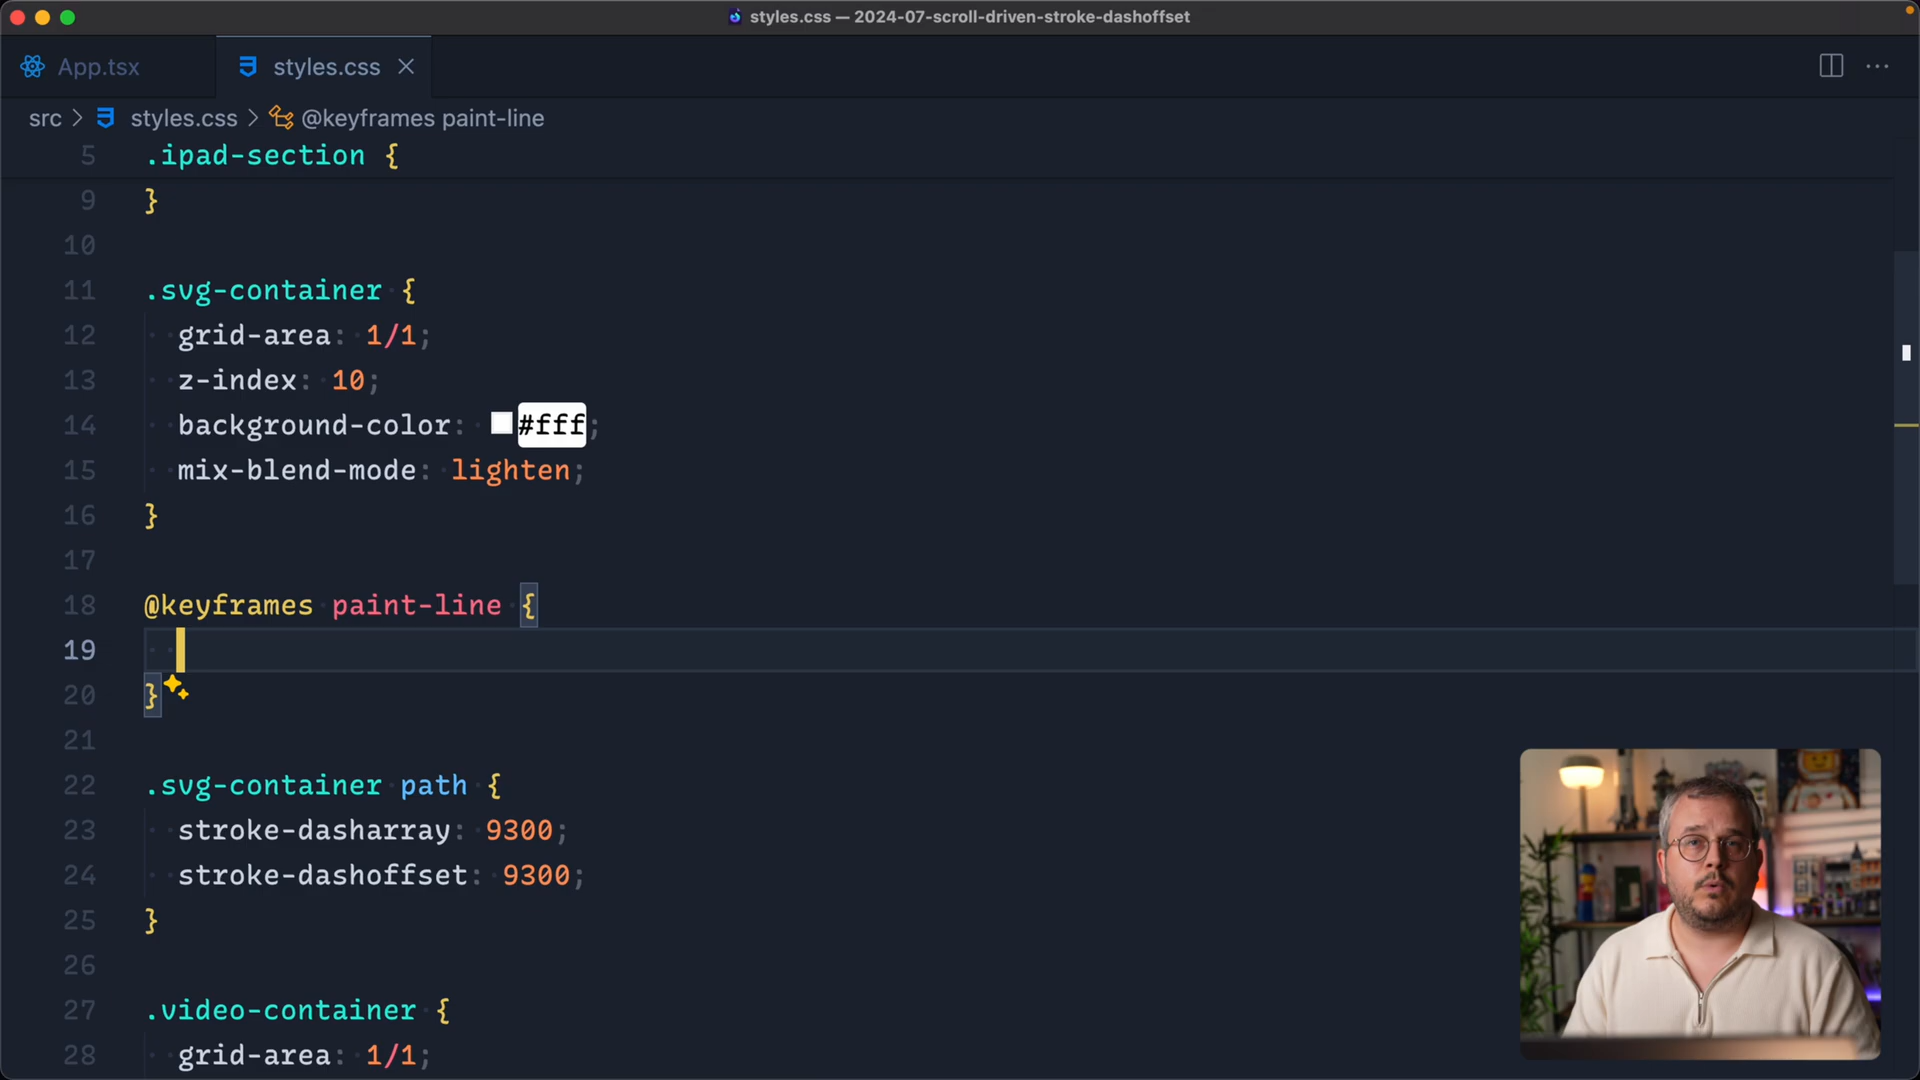 styles.css — 2024-07-scroll-driven-stroke-dashoffset
App.tsx
styles.css
src > styles.css > @keyframes paint-line
5 .ipad-section {
9 }
10
11 .svg-container {
12 grid-area: 1/1;
13 z-index: 10;
14 background-color: #fff;
15 mix-blend-mode: lighten;
16 }
17
18 @keyframes paint-line {
19
20 }
21
22 .svg-container path {
23 stroke-dasharray: 9300;
24 stroke-dashoffset: 9300;
25 }
26
27 .video-container {
28 grid-area: 1/1;